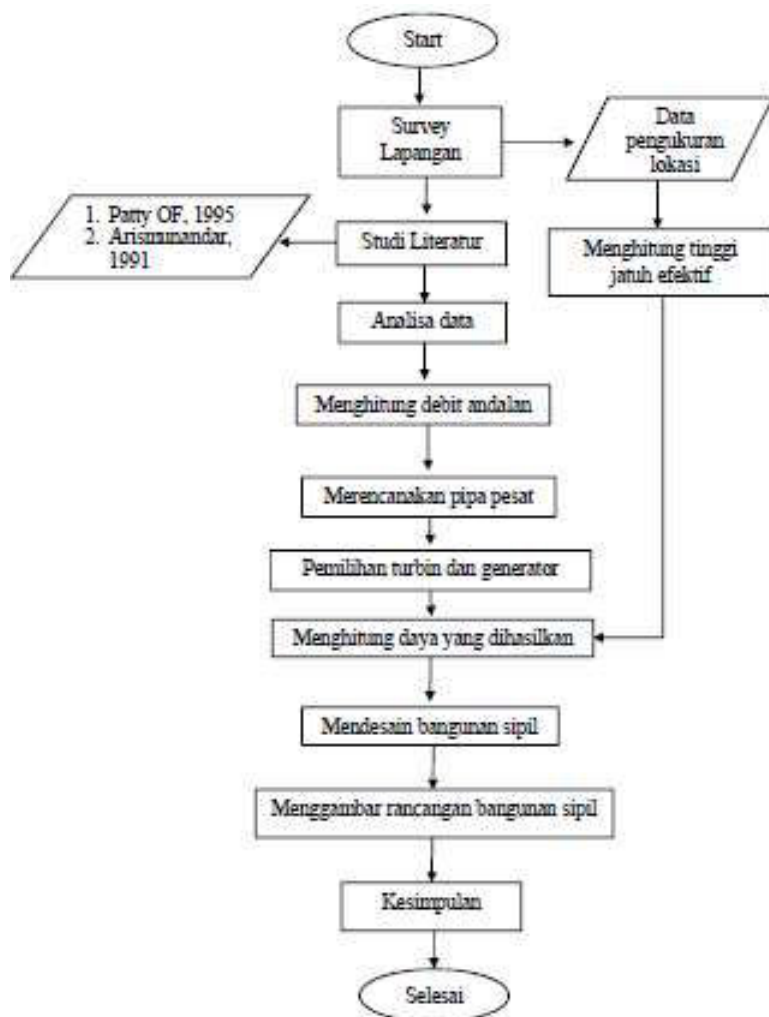 Start
Survey
Lapangan
Data
pengukuran
lokasi
1. Patty OF, 1995
2. Arismunandar,
1991
Studi Literatur
Menghitung tinggi
jatuh efektif
Analisa data
Menghitung debit andalan
Merencanakan pipa pesat
Pemilihan turbin dan generator
Menghitung daya yang dihasilkan
Mendesain bangunan sipil
Menggambar rancangan bangunan sipil
Kesimpulan
Selesai